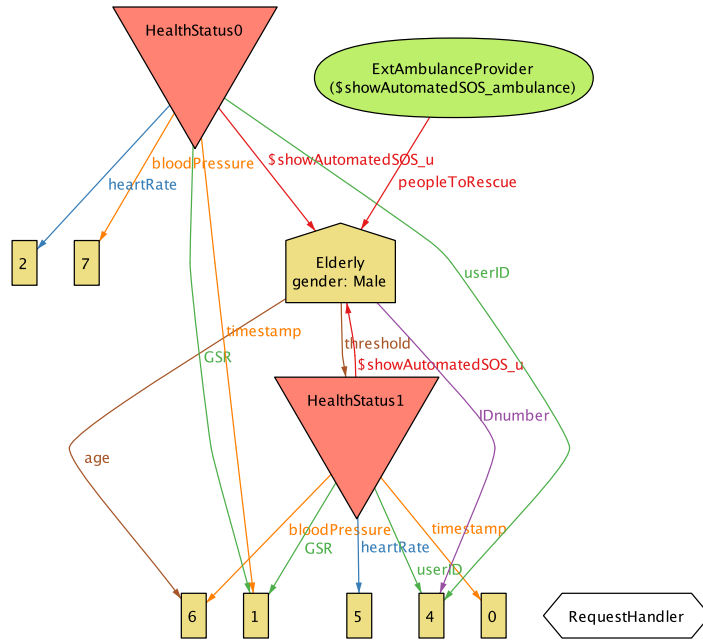 HealthStatus0
ExtAmbulanceProvider
($showAutomatedSOS_ambulance)
bloodPressure
$showAutomatedSOS_u
heartRate
peopleToRescue
2
7
Elderly
gender: Male
userID
timestamp
threshold
GSR
$showAutomatedSOS_u
HealthStatus1
IDnumber
age
bloodPressure
timestamp
GSR
heartRate
userID
6
1
5
4
0
RequestHandler